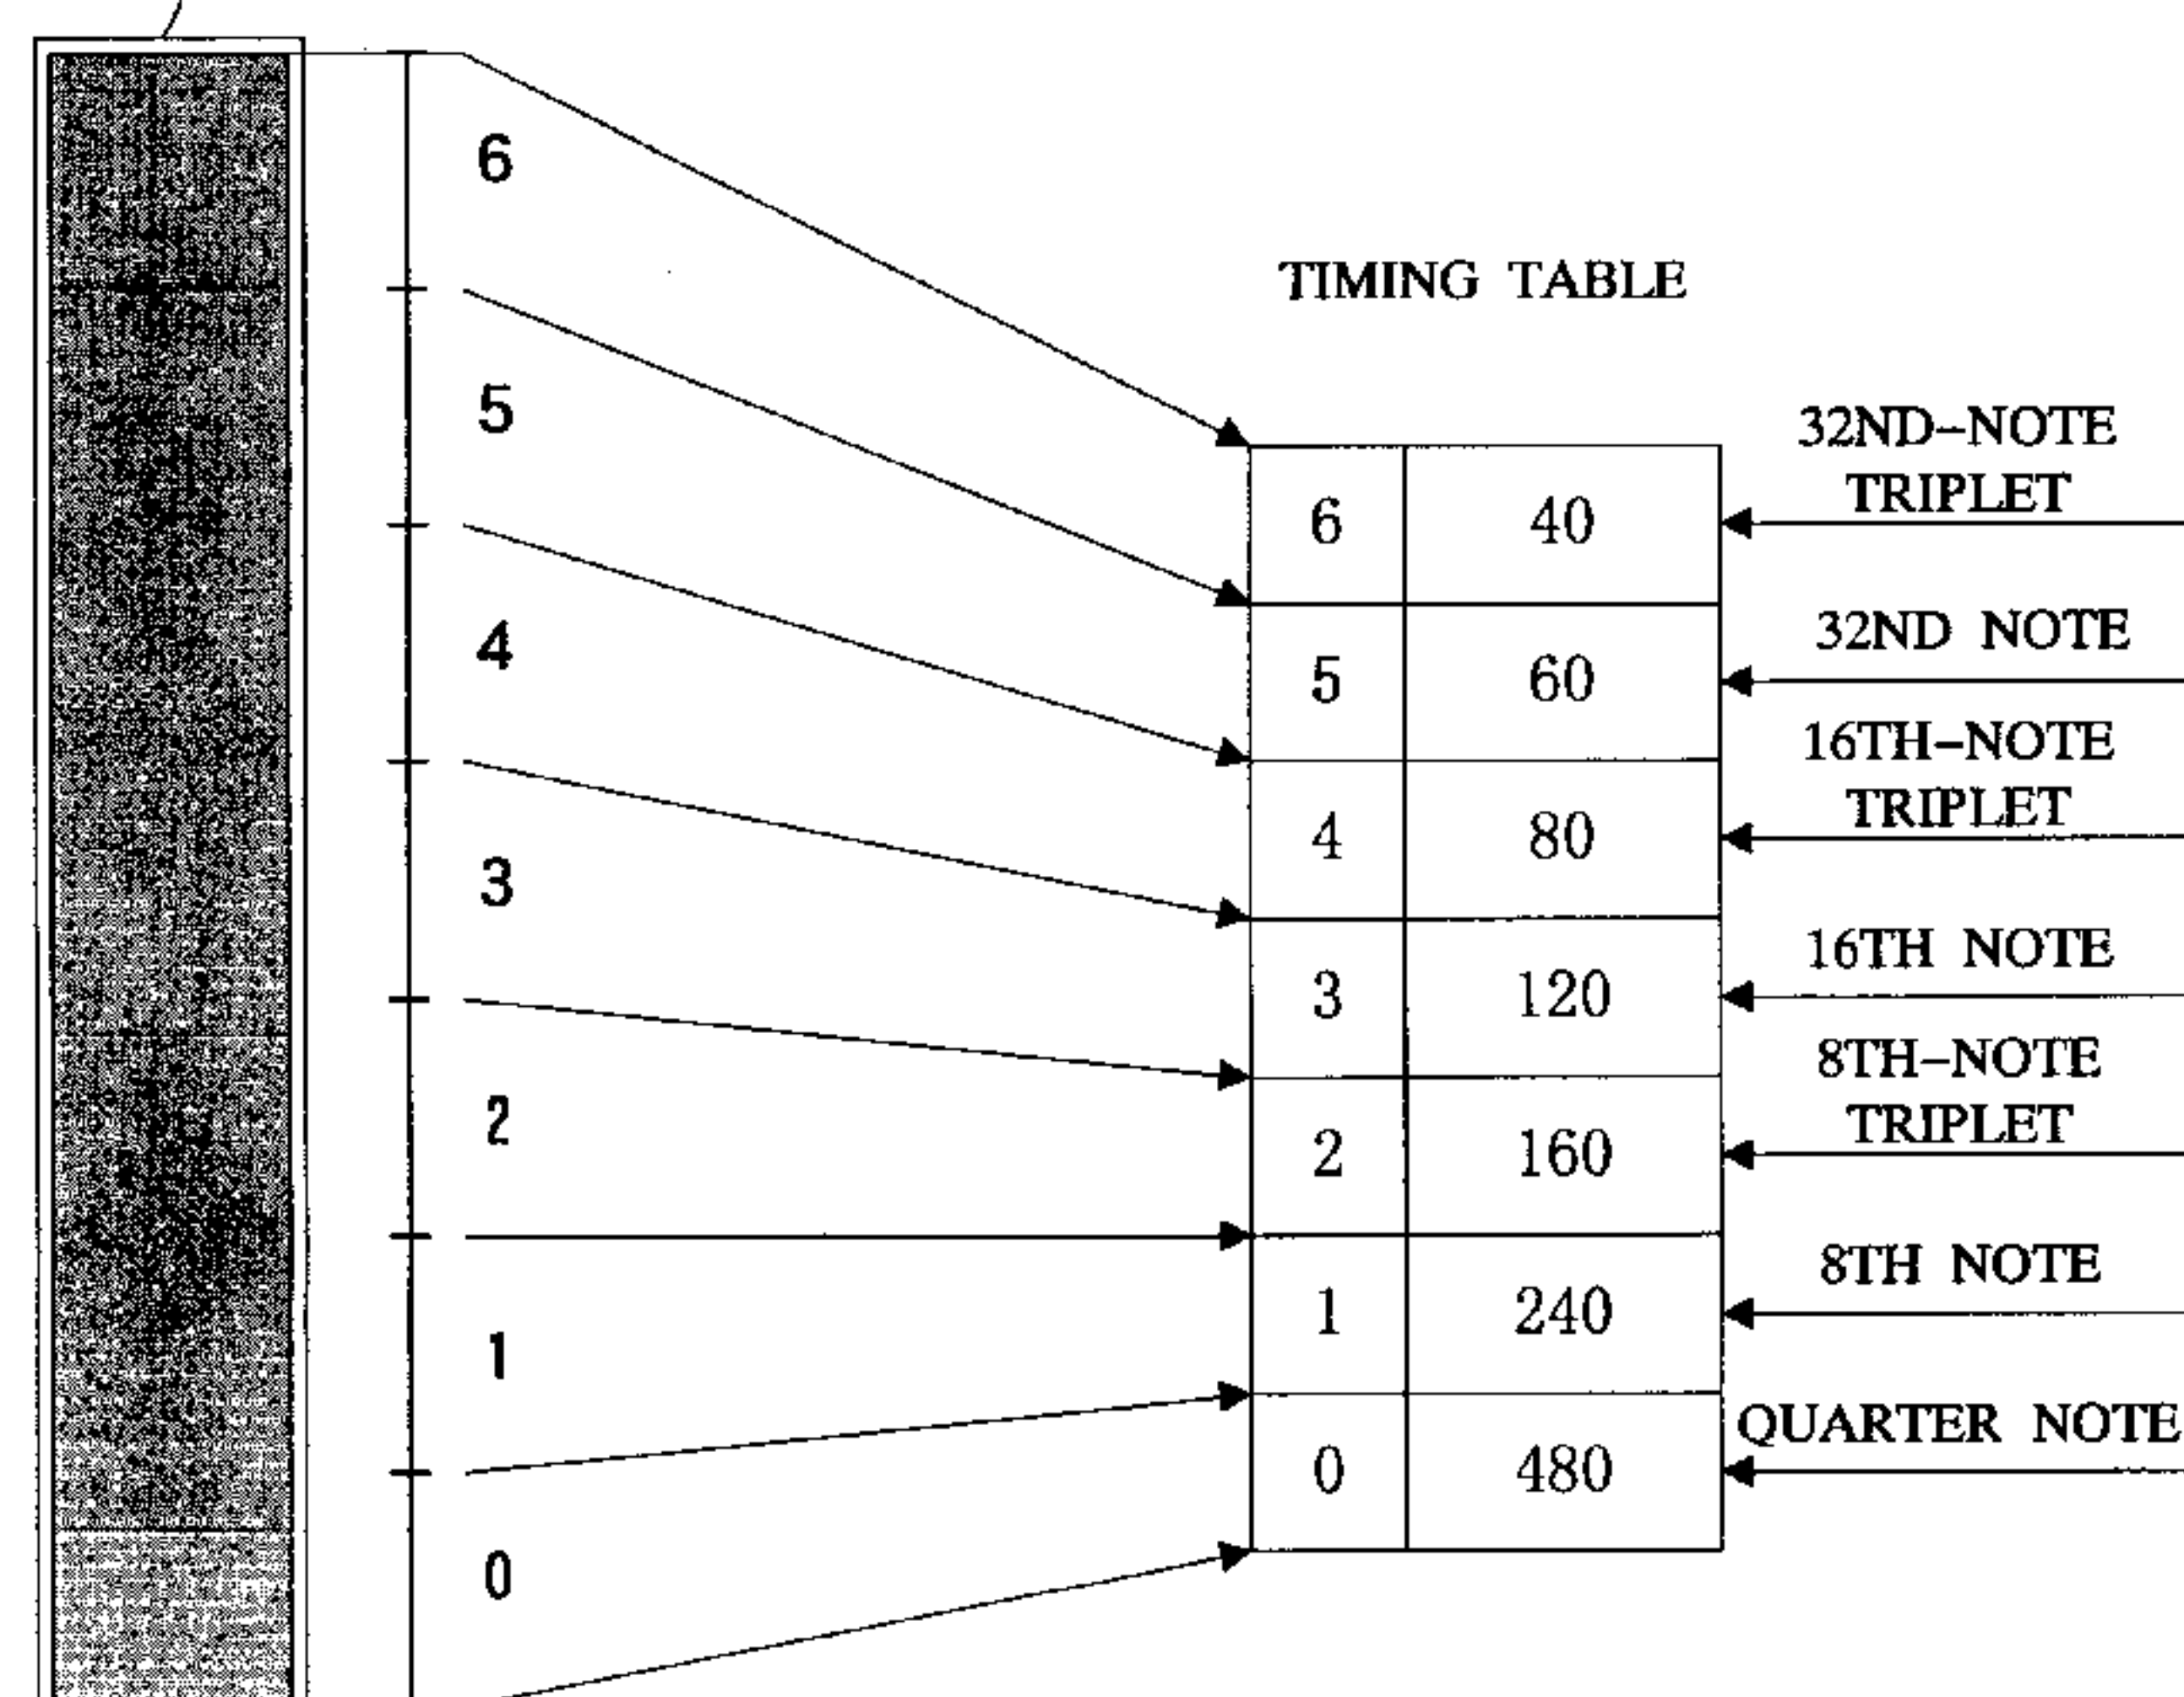 6
5
4
3
2
1
0
TIMING TABLE
6 40
5 60
4 80
3 120
2 160
1 240
0 480
32ND-NOTE
TRIPLET
32ND NOTE
16TH-NOTE
TRIPLET
16TH NOTE
8TH-NOTE
TRIPLET
8TH NOTE
QUARTER NOTE